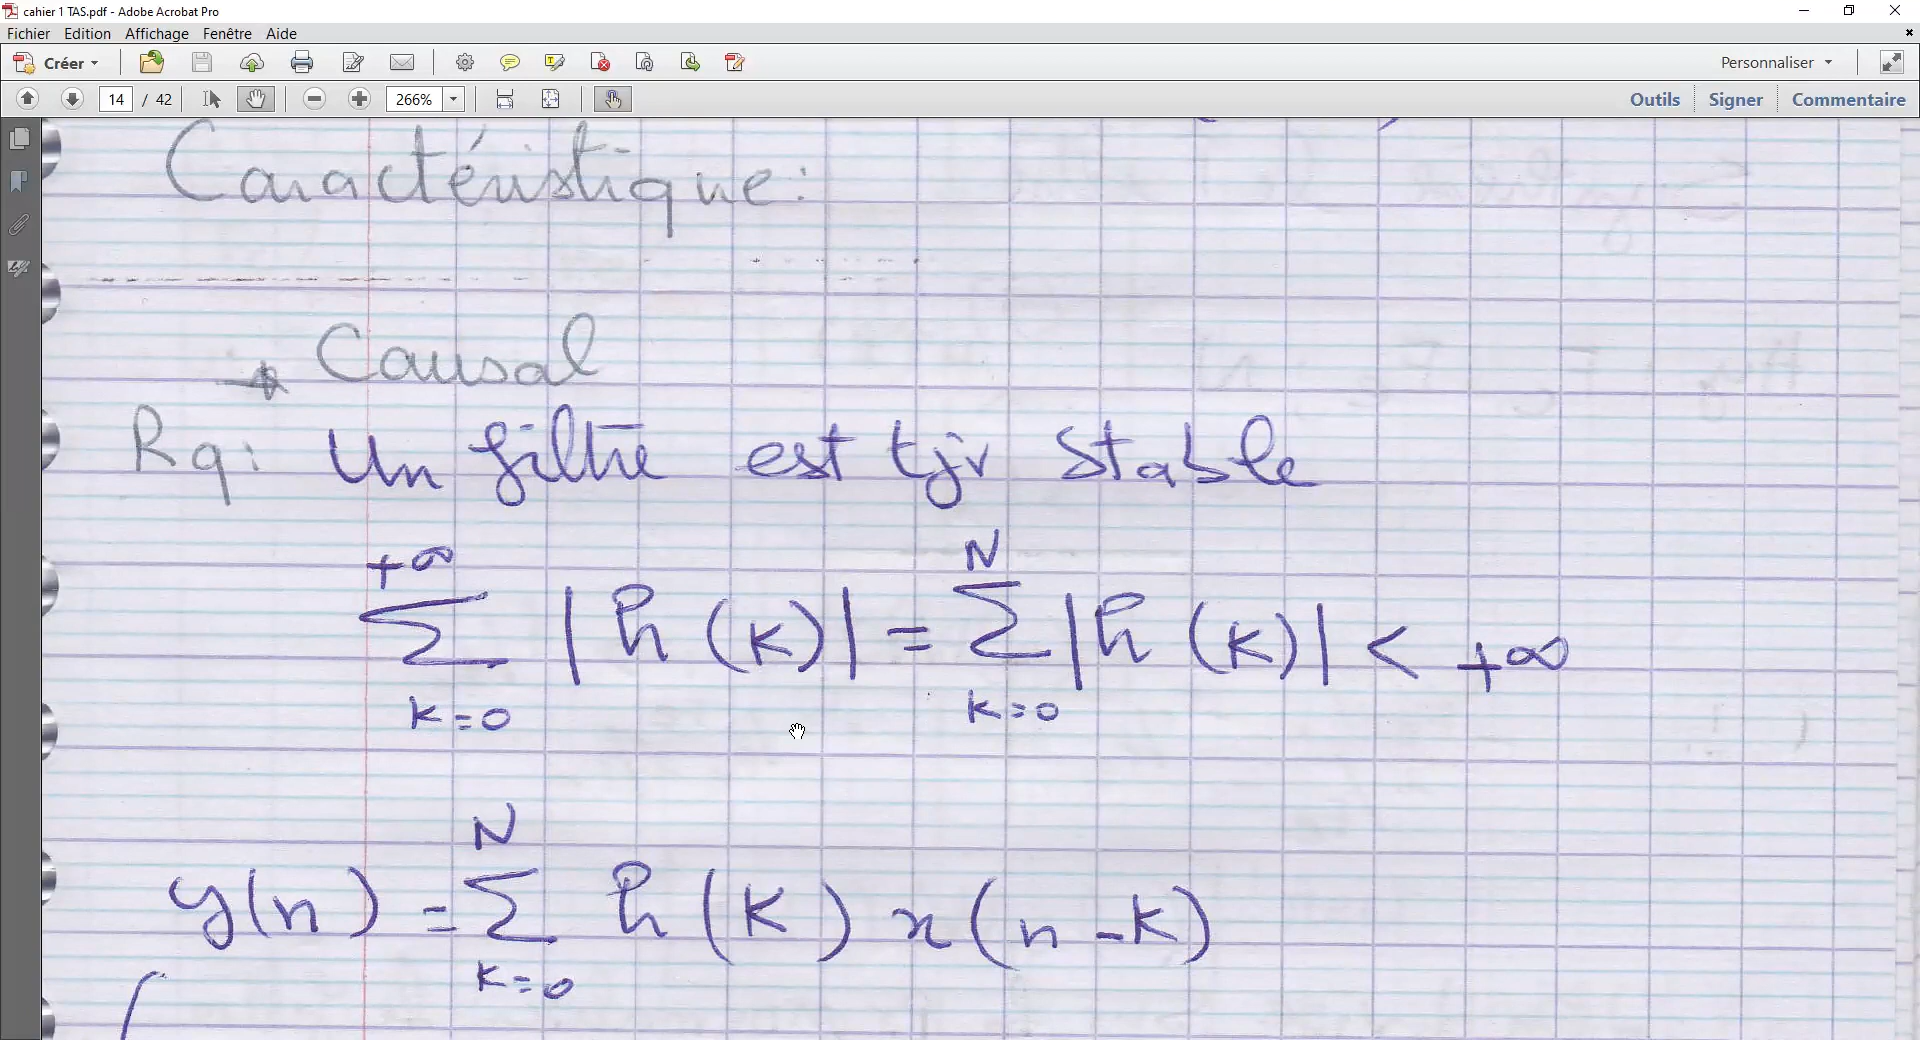 cahier 1 TAS.pdf - Adobe Acrobat Pro
Fichier Edition Affichage Fenêtre Aide
Créer Personnaliser
14 / 42 266% Outils Signer Commentaire
Caractéristique:
→ Causal
Rq: Un filtre est tjr stable
+∞ N
∑ |h(k)| = ∑ |h(k)| < +∞
k=0 k=0
N
y(n) = ∑ h(k) x(n-k)
k=0